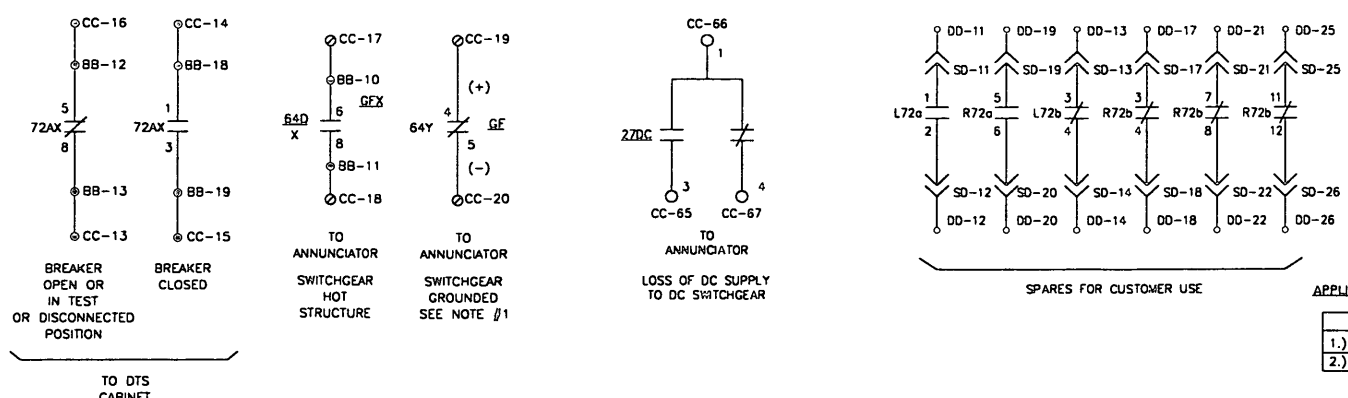 CC-16
BB-12
5
72AX
8
BB-13
CC-13
BREAKER
OPEN OR
IN TEST
OR DISCONNECTED
POSITION
CC-14
BB-18
1
72AX
3
BB-19
CC-15
BREAKER
CLOSED
TO DTS
CABINET
CC-17
BB-10
GFX
6
64D
X
8
BB-11
CC-18
TO
ANNUNCIATOR
SWITCHGEAR
HOT
STRUCTURE
CC-19
(+)
4
64Y
GF
5
(-)
CC-20
TO
ANNUNCIATOR
SWITCHGEAR
GROUNDED
SEE NOTE #1
CC-66
1
27DC
3
4
CC-65
CC-67
TO
ANNUNCIATOR
LOSS OF DC SUPPLY
TO DC SWITCHGEAR
DD-11
DD-19
DD-13
DD-17
DD-21
DD-25
SD-11
SD-19
SD-13
SD-17
SD-21
SD-25
1
5
3
3
7
11
L72a
R72a
L72b
R72b
R72b
R72b
2
6
4
4
8
12
SD-12
SD-20
SD-14
SD-18
SD-22
SD-26
DD-12
DD-20
DD-14
DD-18
DD-22
DD-26
SPARES FOR CUSTOMER USE
APPLI
1.)
2.)